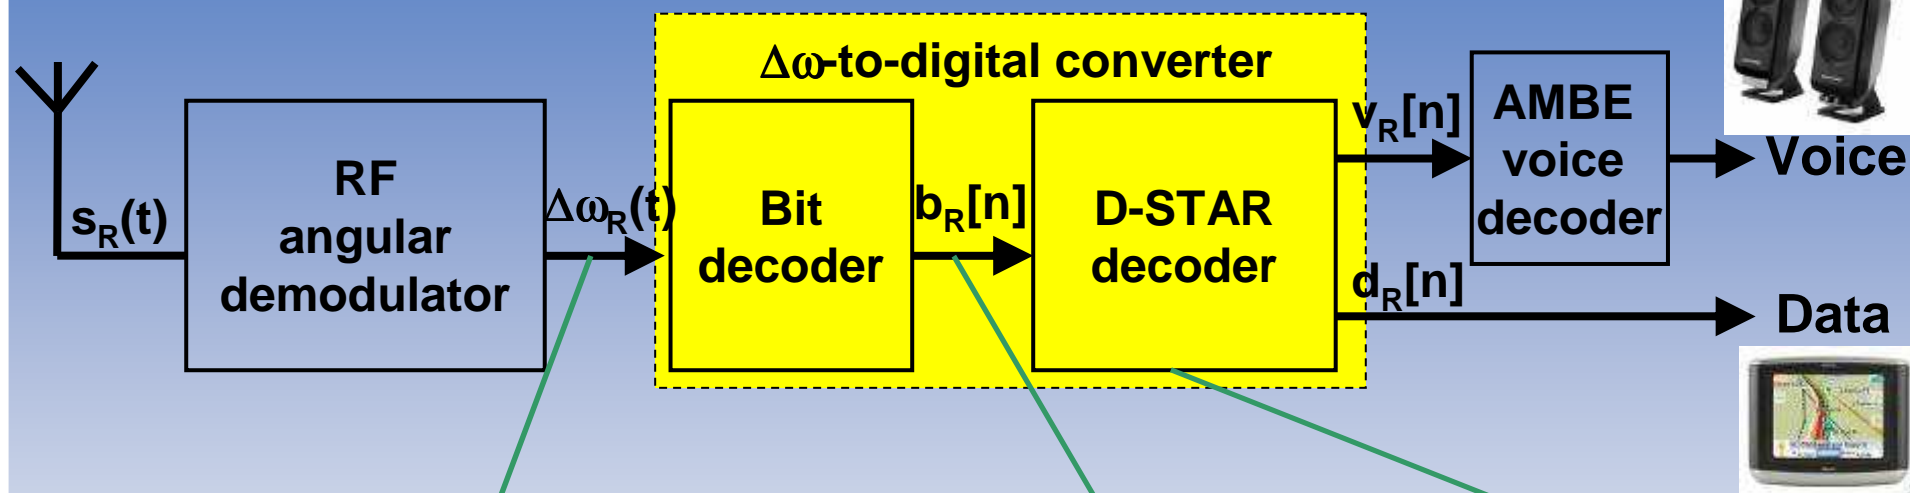 Δω-to-digital converter
s_R(t)
RF
angular
demodulator
Δω_R(t)
Bit
decoder
b_R[n]
D-STAR
decoder
v_R[n]
AMBE
voice
decoder
Voice
d_R[n]
Data